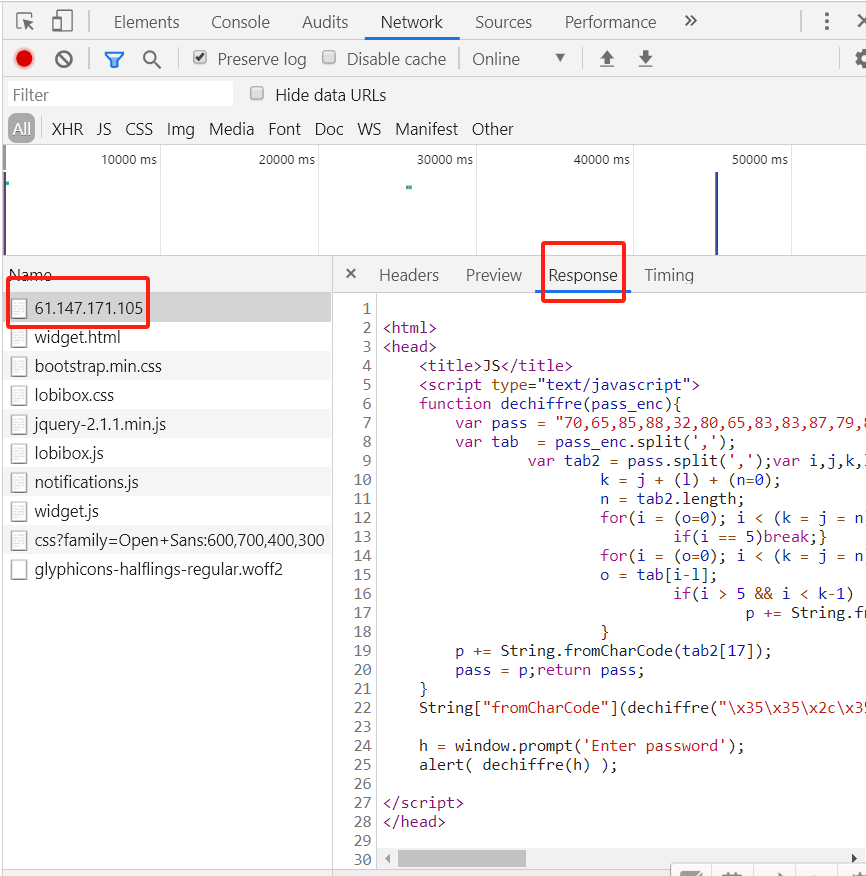 Elements Console Audits Network Sources Performance »
Preserve log Disable cache Online
Filter Hide data URLs
All XHR JS CSS Img Media Font Doc WS Manifest Other
10000 ms 20000 ms 30000 ms 40000 ms 50000 ms
Name
61.147.171.105
widget.html
bootstrap.min.css
lobibox.css
jquery-2.1.1.min.js
lobibox.js
notifications.js
widget.js
css?family=Open+Sans:600,700,400,300
glyphicons-halflings-regular.woff2
× Headers Preview Response Timing
1
2 <html>
3 <head>
4     <title>JS</title>
5     <script type="text/javascript">
6     function dechiffre(pass_enc){
7         var pass = "70,65,85,88,32,80,65,83,83,87,79,8
8         var tab  = pass_enc.split(',');
9                 var tab2 = pass.split(',');var i,j,k,l
10                         k = j + (l) + (n=0);
11                         n = tab2.length;
12                         for(i = (o=0); i < (k = j = n
13                                 if(i == 5)break;}
14                         for(i = (o=0); i < (k = j = n
15                         o = tab[i-l];
16                                 if(i > 5 && i < k-1)
17                                         p += String.fr
18                         }
19         p += String.fromCharCode(tab2[17]);
20         pass = p;return pass;
21     }
22     String["fromCharCode"](dechiffre("\x35\x35\x2c\x35
23
24     h = window.prompt('Enter password');
25     alert( dechiffre(h) );
26
27 </script>
28 </head>
29
30